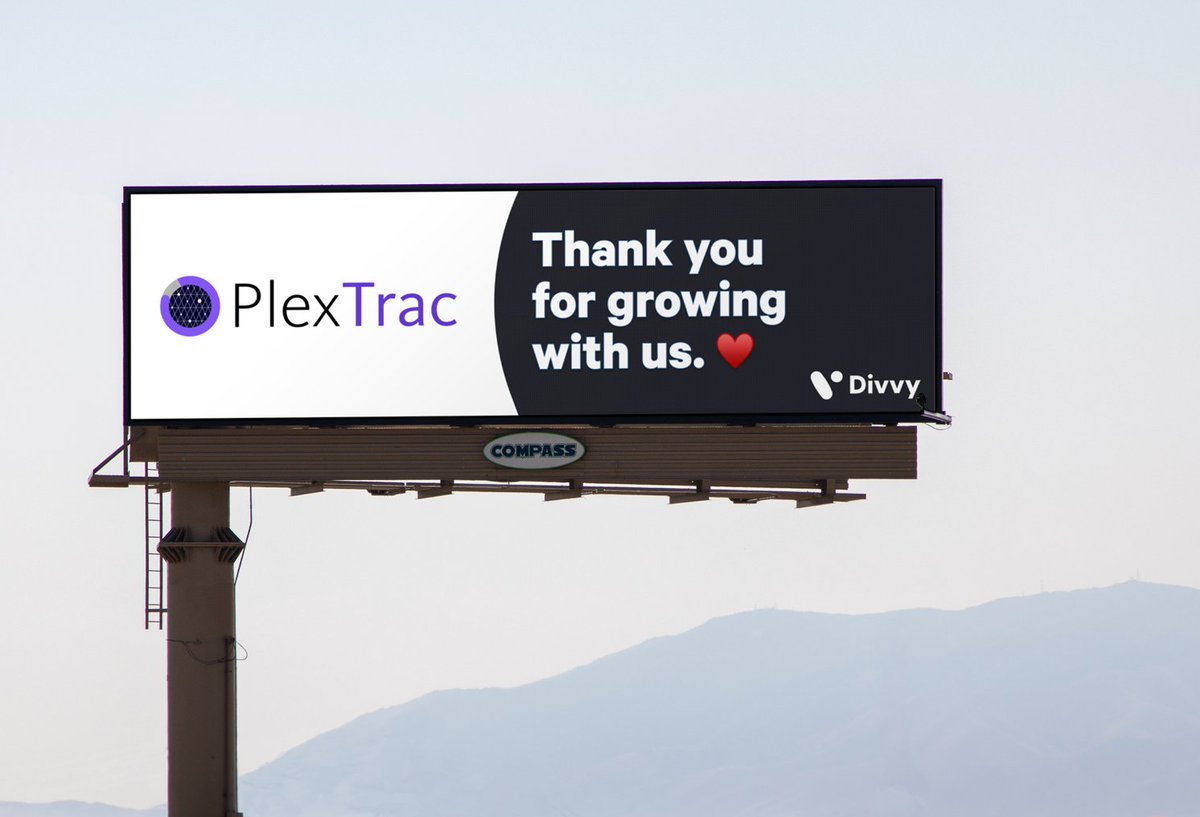 PlexTrac
Thank you
for growing
with us. ♥️
Divvy
COMPASS